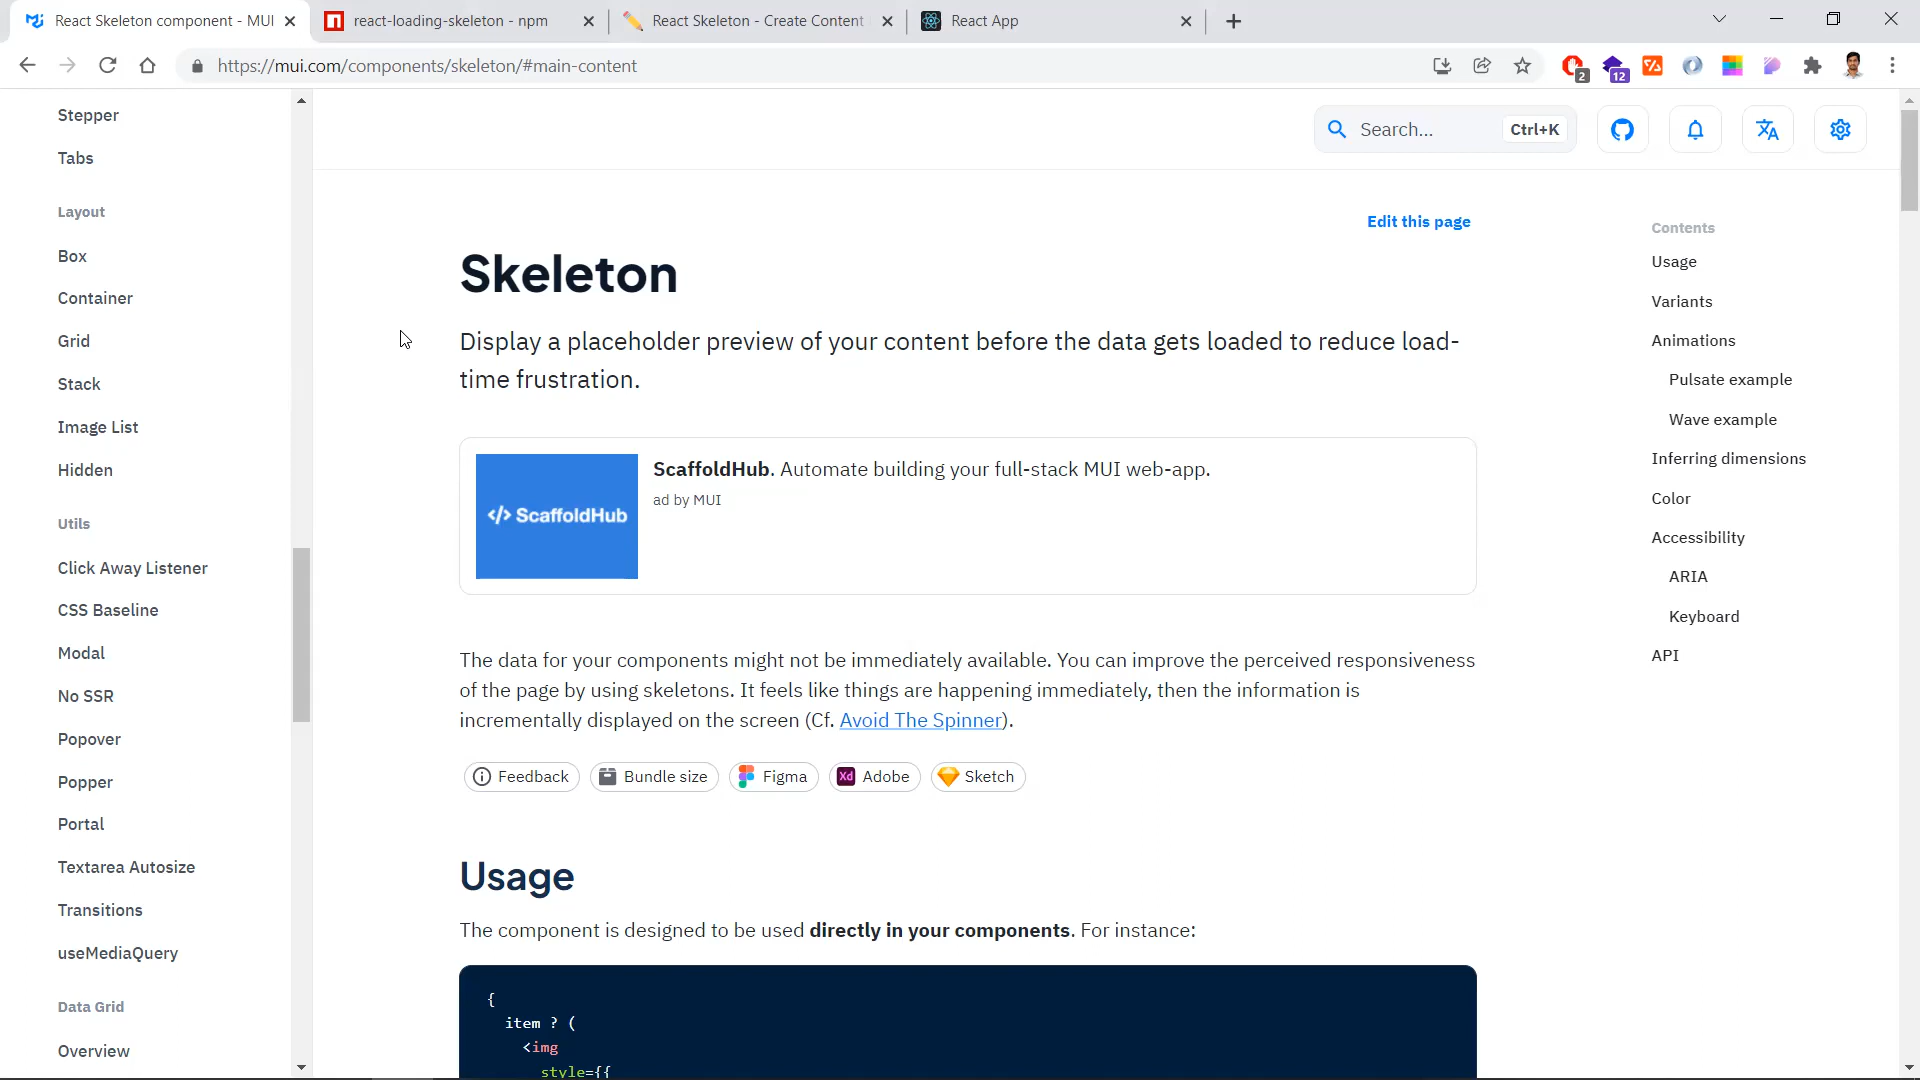 React Skeleton component - MUI
react-loading-skeleton - npm
React Skeleton - Create Content
React App
https://mui.com/components/skeleton/#main-content
2
12
Stepper
Tabs
Layout
Box
Container
Grid
Stack
Image List
Hidden
Utils
Click Away Listener
CSS Baseline
Modal
No SSR
Popover
Popper
Portal
Textarea Autosize
Transitions
useMediaQuery
Data Grid
Overview
Search...
Ctrl+K
Edit this page
Skeleton
Display a placeholder preview of your content before the data gets loaded to reduce load-
time frustration.
</> ScaffoldHub
ScaffoldHub. Automate building your full-stack MUI web-app.
ad by MUI
The data for your components might not be immediately available. You can improve the perceived responsiveness
of the page by using skeletons. It feels like things are happening immediately, then the information is
incrementally displayed on the screen (Cf. Avoid The Spinner).
Feedback
Bundle size
Figma
Xd Adobe
Sketch
Usage
The component is designed to be used directly in your components. For instance:
{
item ? (
<img
style={{
Contents
Usage
Variants
Animations
Pulsate example
Wave example
Inferring dimensions
Color
Accessibility
ARIA
Keyboard
API